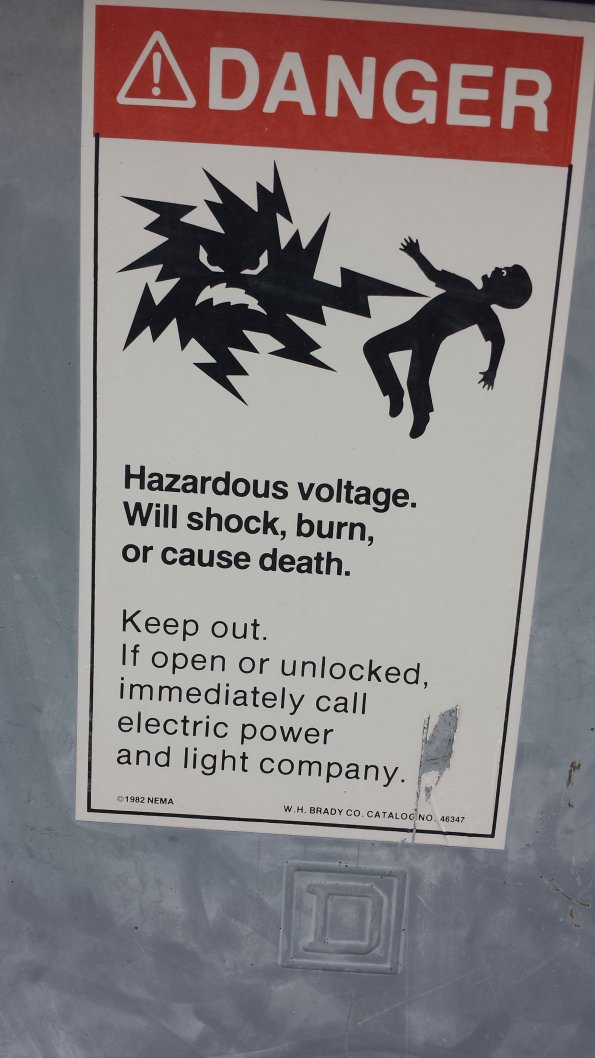 DANGER
Hazardous voltage.
Will shock, burn,
or cause death.
Keep out.
If open or unlocked,
immediately call
electric power
and light company.
©1982 NEMA
W.H. BRADY CO. CATALOG NO. 46347
D